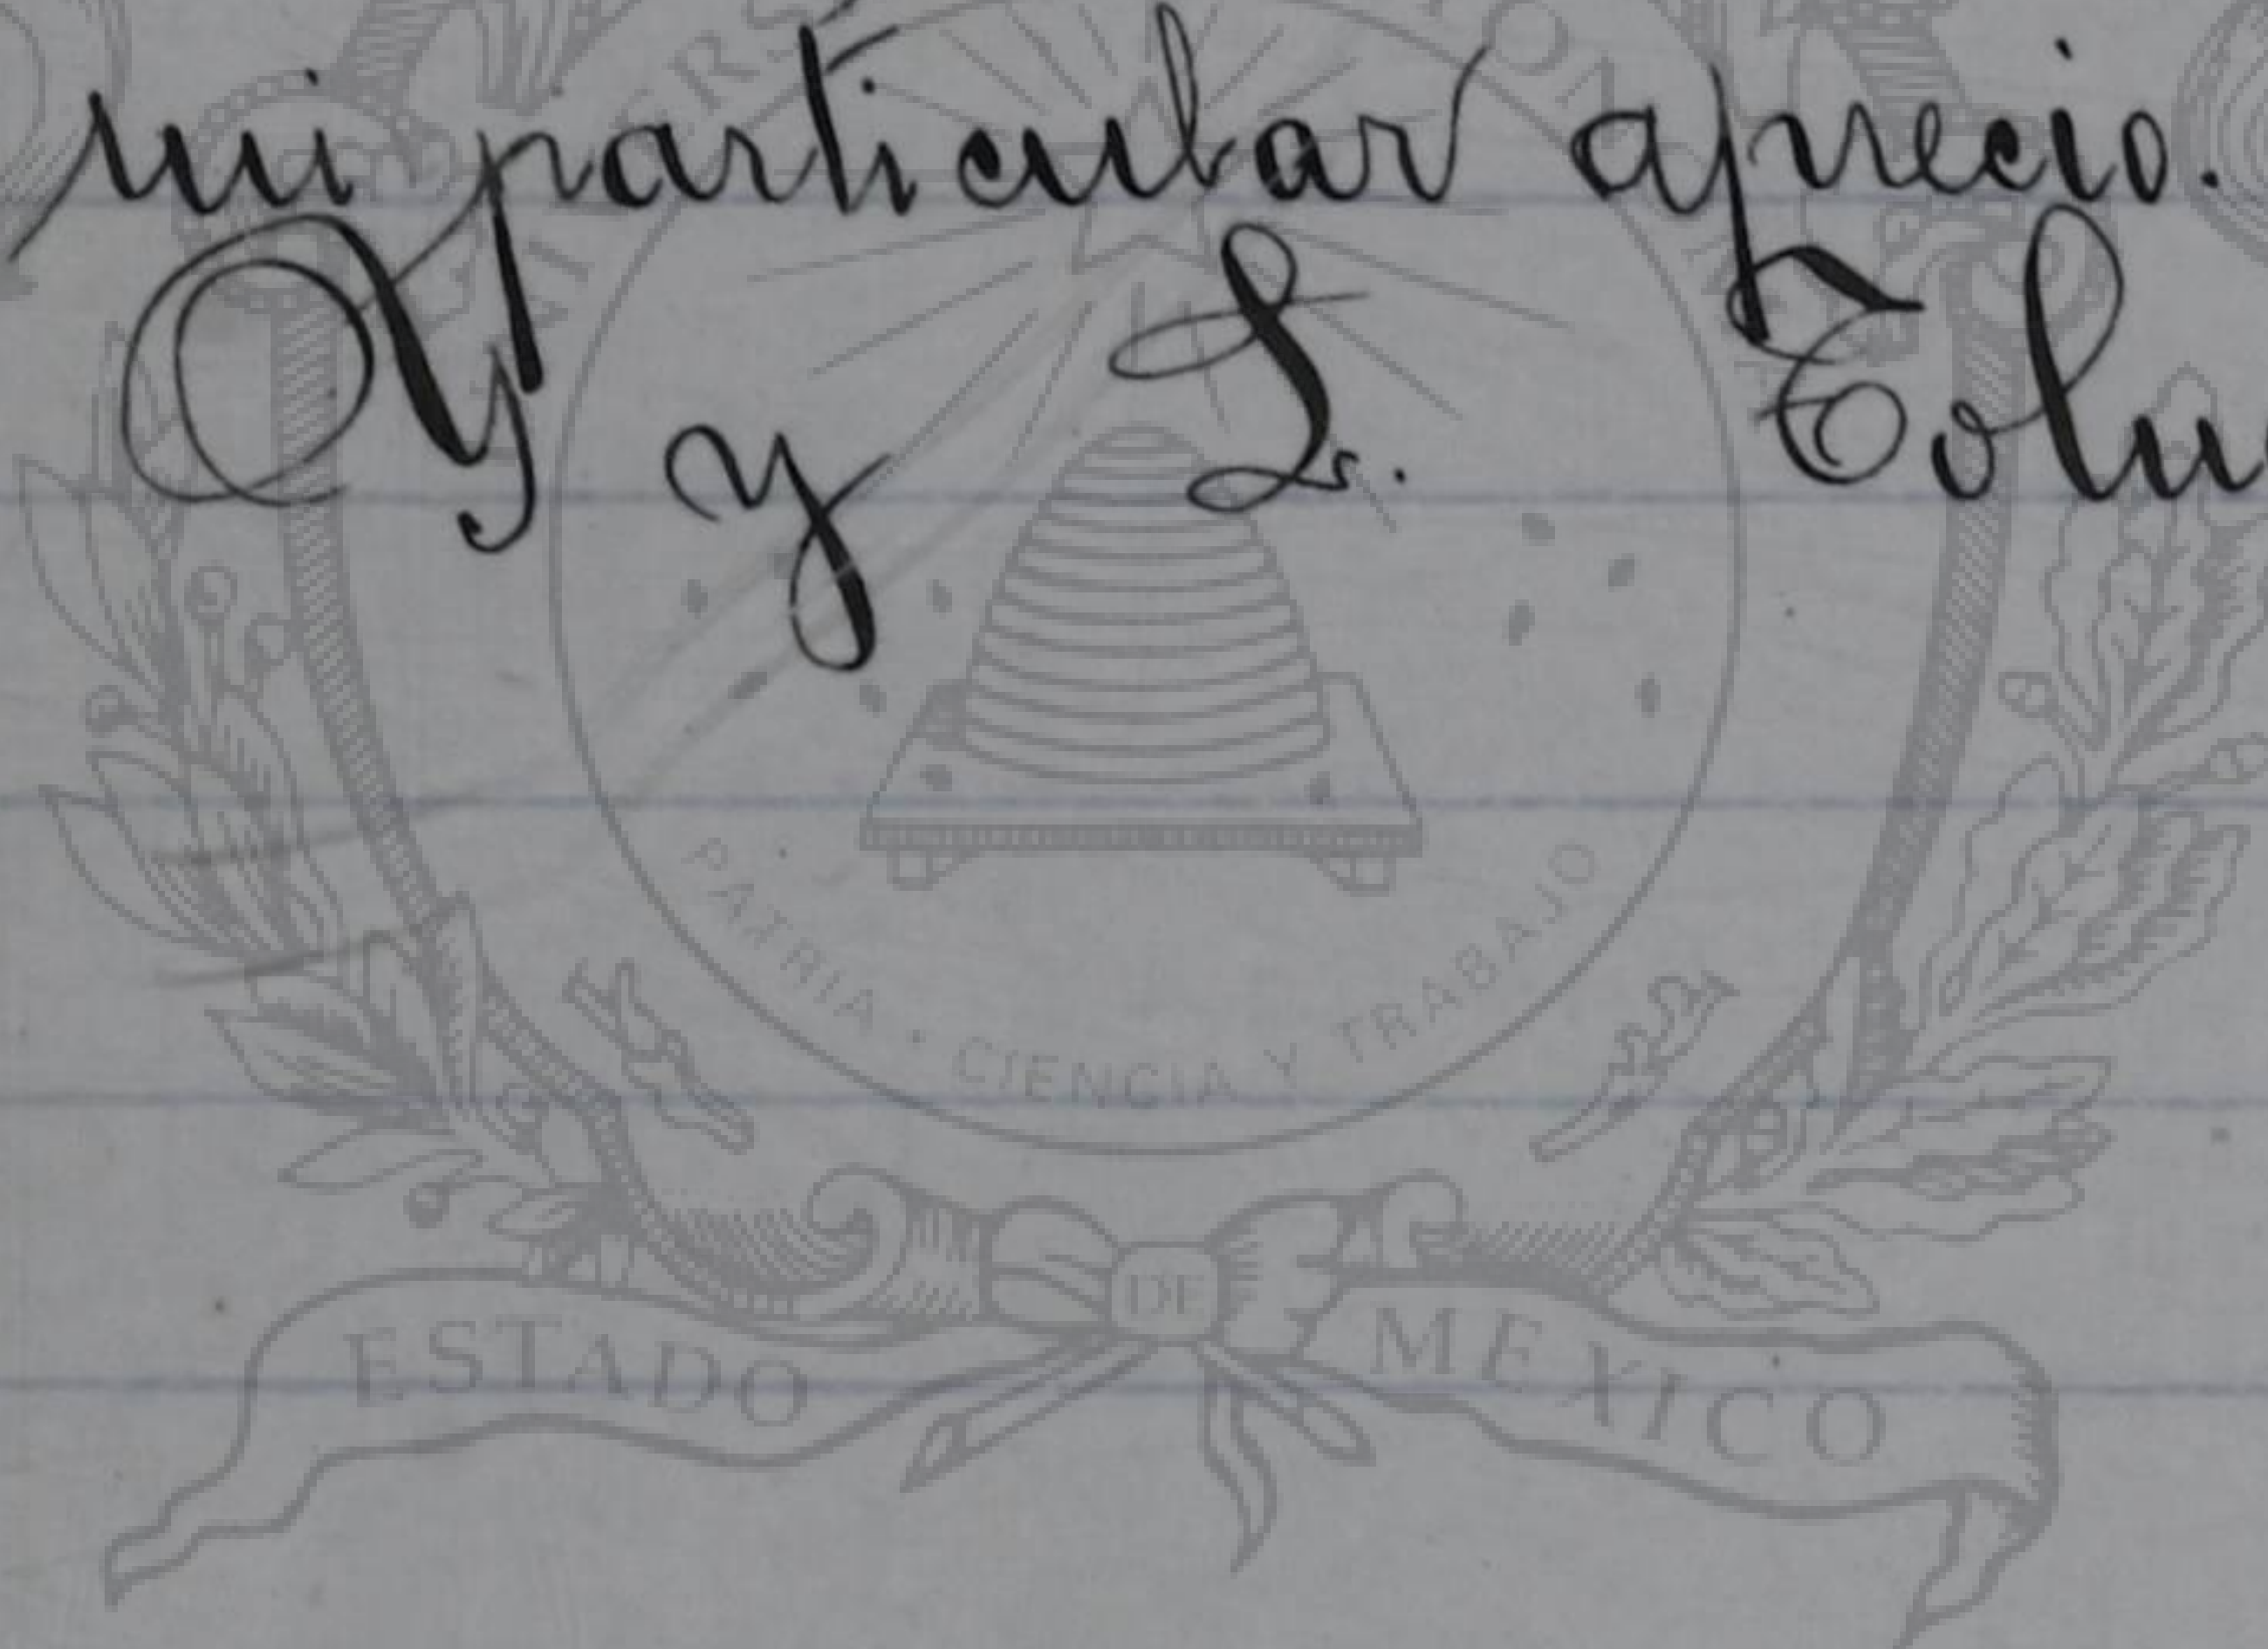 mi particular aprecio.
Y y L. Tolu
PATRIA · CIENCIA Y TRABAJO
ESTADO DE MEXICO